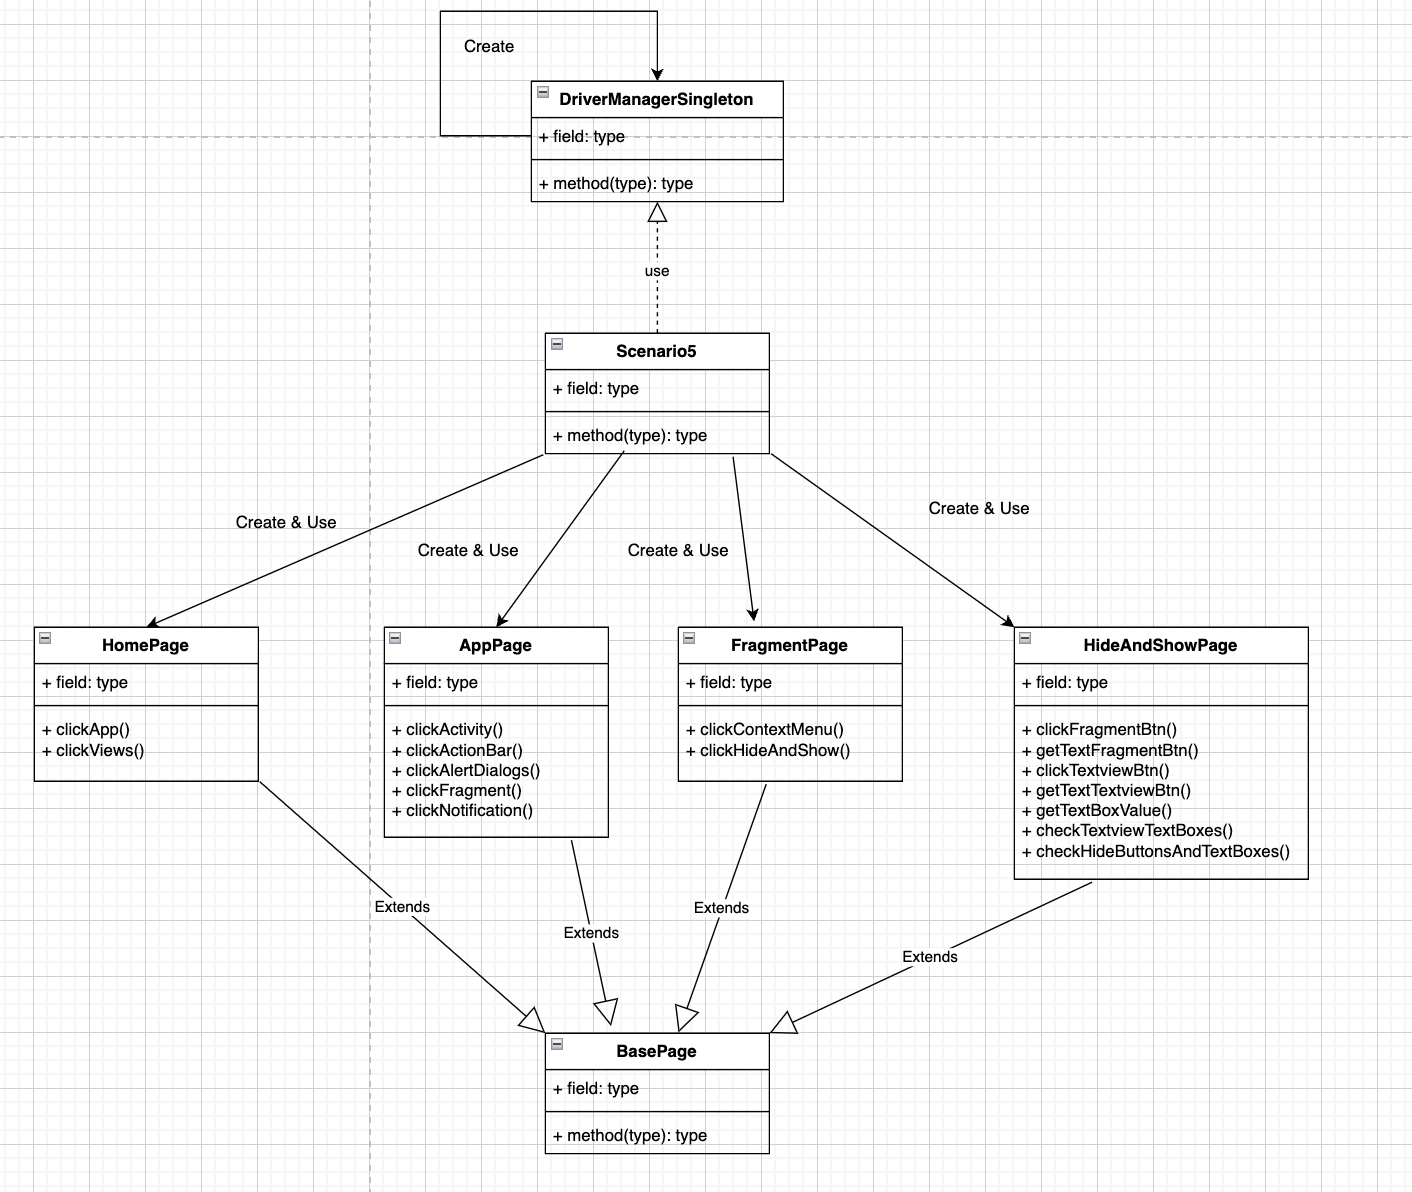 Create
DriverManagerSingleton
+ field: type
+ method(type): type
use
Scenario5
+ field: type
+ method(type): type
Create & Use
Create & Use
Create & Use
Create & Use
HomePage
+ field: type
+ clickApp()
+ clickViews()
AppPage
+ field: type
+ clickActivity()
+ clickActionBar()
+ clickAlertDialogs()
+ clickFragment()
+ clickNotification()
FragmentPage
+ field: type
+ clickContextMenu()
+ clickHideAndShow()
HideAndShowPage
+ field: type
+ clickFragmentBtn()
+ getTextFragmentBtn()
+ clickTextviewBtn()
+ getTextTextviewBtn()
+ getTextBoxValue()
+ checkTextviewTextBoxes()
+ checkHideButtonsAndTextBoxes()
Extends
Extends
Extends
Extends
BasePage
+ field: type
+ method(type): type